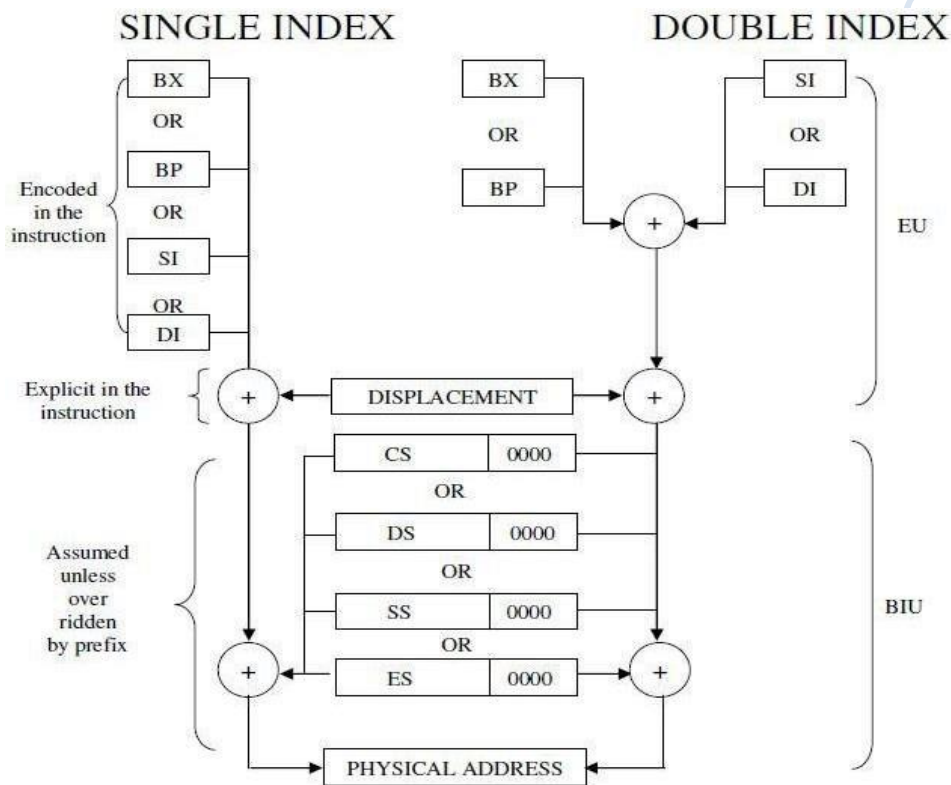 SINGLE INDEX
DOUBLE INDEX
BX
OR
BP
OR
SI
OR
DI
Encoded
in the
instruction
BX
OR
BP
SI
OR
DI
+
EU
Explicit in the
instruction
+
DISPLACEMENT
+
CS 0000
OR
DS 0000
OR
SS 0000
OR
ES 0000
Assumed
unless
over
ridden
by prefix
+
+
BIU
PHYSICAL ADDRESS